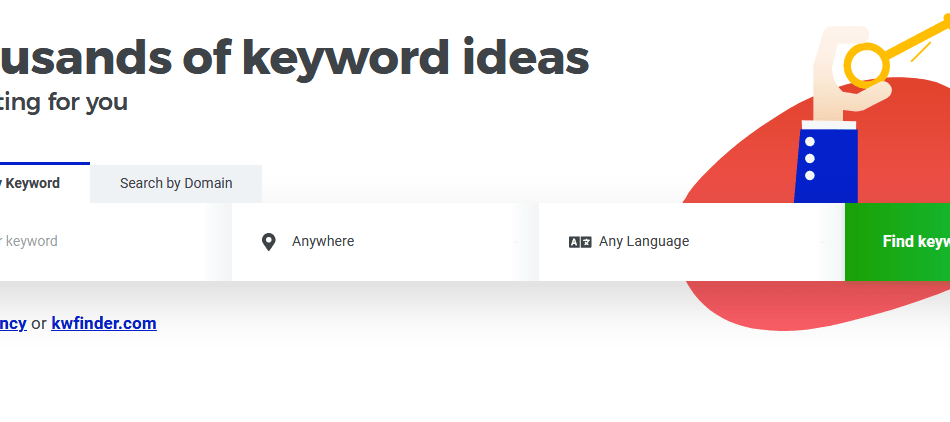 usands of keyword ideas
ting for you
y Keyword Search by Domain
r keyword Anywhere Any Language Find keyw
ncy or kwfinder.com